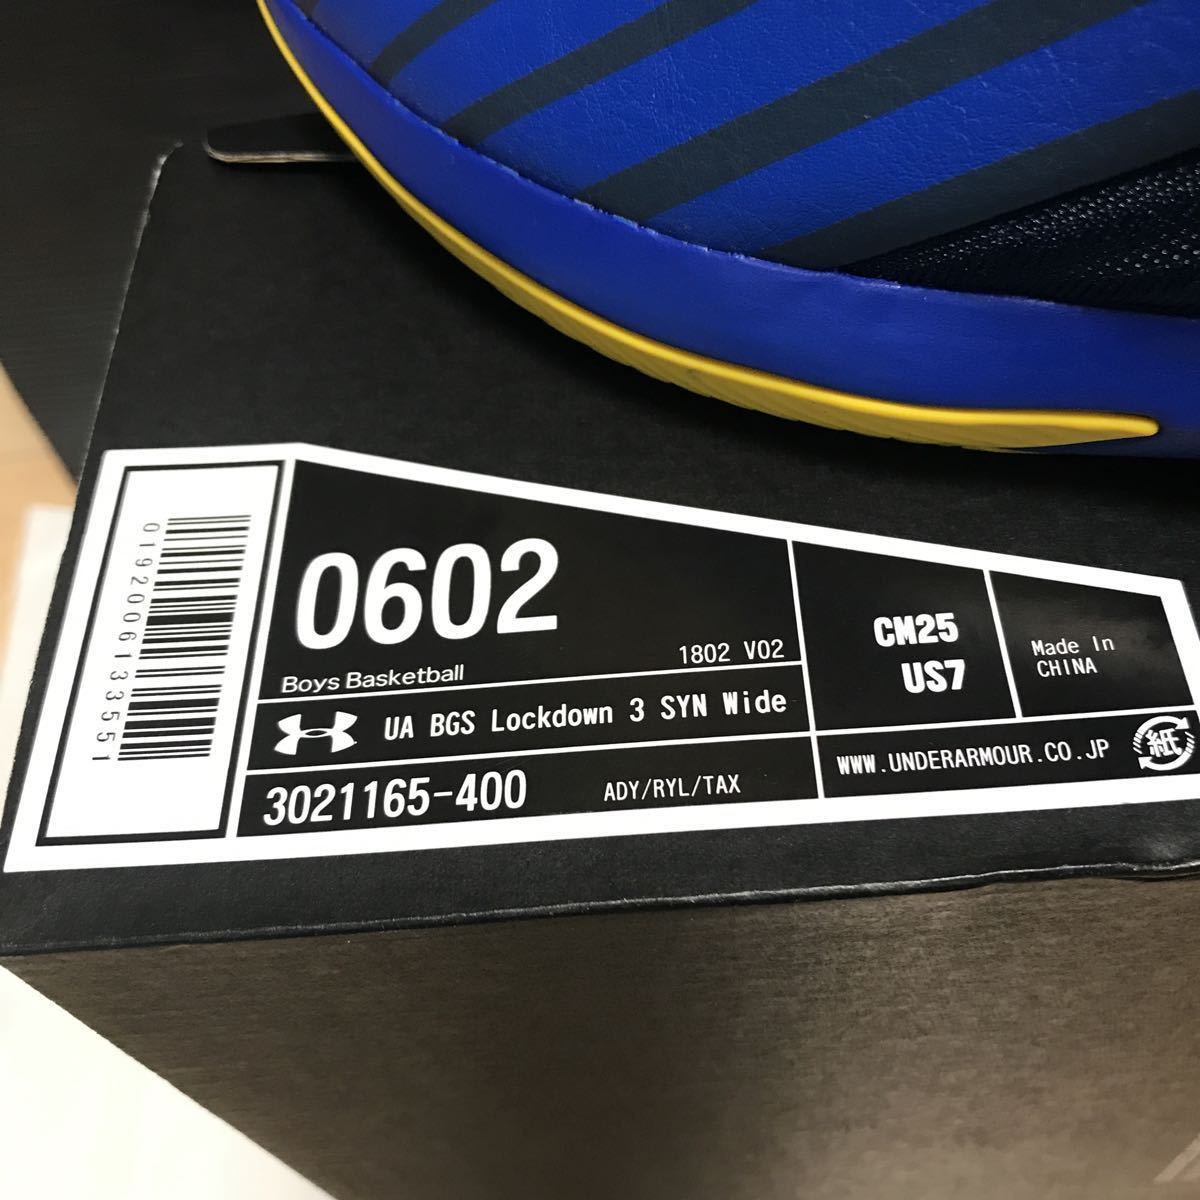 0192006133551
0602
Boys Basketball
1802 V02
UA BGS Lockdown 3 SYN Wide
3021165-400
ADY/RYL/TAX
CM25
US7
Made In
CHINA
WWW.UNDERARMOUR.CO.JP
紙